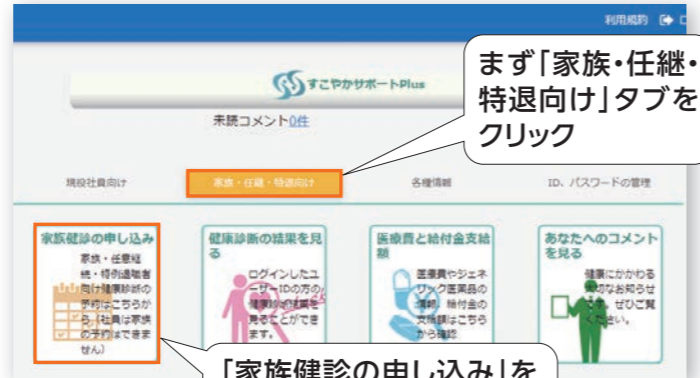 利用規約
まず「家族・任継・
特退向け」タブを
クリック
すこやかサポートPlus
未読コメント0件
現役社員向け
家族・任継・特退向け
各種情報
ID、パスワードの管理
家族健診の申し込み
家族・任意継
続・特例退職者
向け健康診断の
予約はこちらか
ら（社員は家族
の予約はできま
せん）
健康診断の結果を見
る
ログインしたユ
ーザーIDの方の
健康診断結果を
見ることができ
ます。
医療費と給付金支給
額
医療費やジェネ
リック医薬品の
情報、給付金の
支給額はこちら
から確認
あなたへのコメント
を見る
健康にかかわる
大切なお知らせ
です。ぜひご覧
ください。
「家族健診の申し込み」を